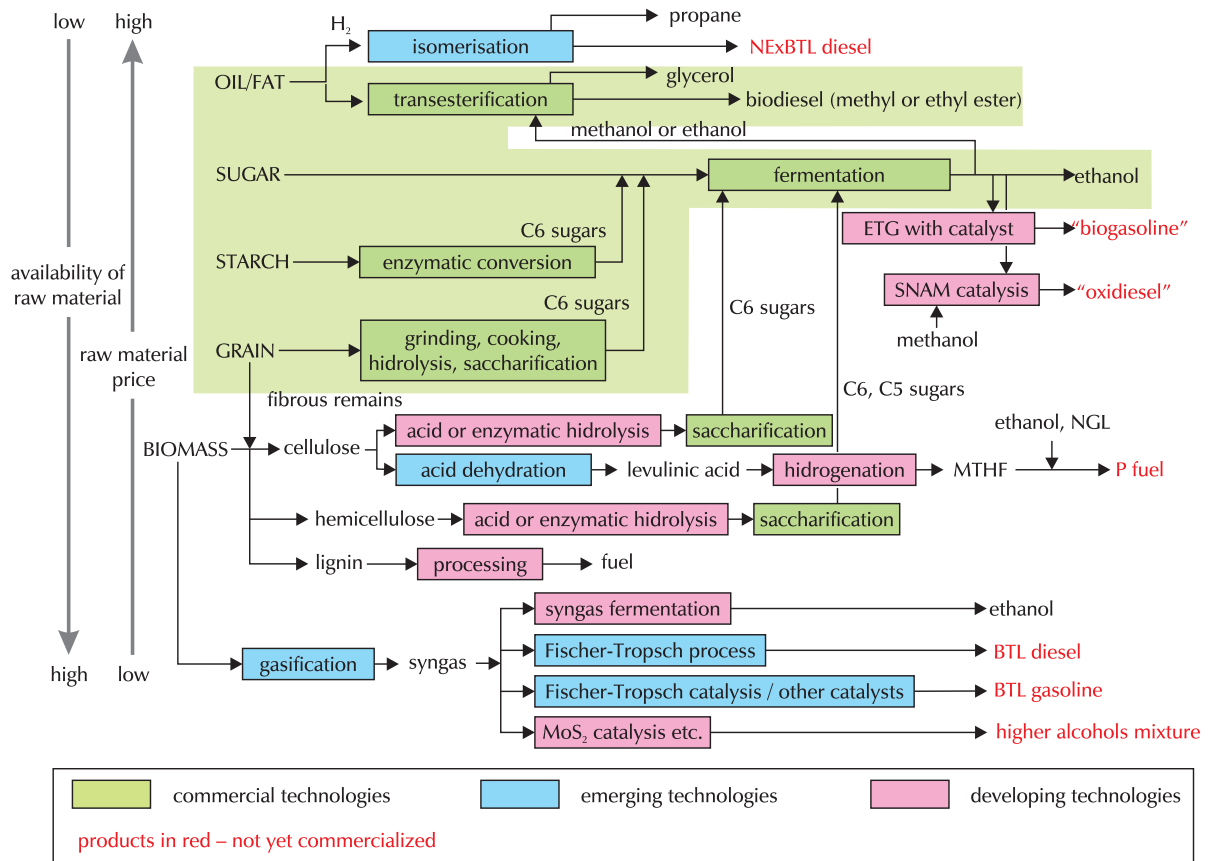 low
high
H₂
propane
isomerisation
NExBTL diesel
OIL/FAT
glycerol
transesterification
biodiesel (methyl or ethyl ester)
methanol or ethanol
SUGAR
fermentation
ethanol
C6 sugars
ETG with catalyst
“biogasoline”
STARCH
enzymatic conversion
availability of
raw material
SNAM catalysis
“oxidiesel”
C6 sugars
C6 sugars
methanol
raw material
price
GRAIN
grinding, cooking,
hidrolysis, saccharification
C6, C5 sugars
fibrous remains
ethanol, NGL
BIOMASS
cellulose
acid or enzymatic hidrolysis
saccharification
acid dehydration
levulinic acid
hidrogenation
MTHF
P fuel
hemicellulose
acid or enzymatic hidrolysis
saccharification
lignin
processing
fuel
syngas fermentation
ethanol
gasification
syngas
Fischer-Tropsch process
BTL diesel
high
low
Fischer-Tropsch catalysis / other catalysts
BTL gasoline
MoS₂ catalysis etc.
higher alcohols mixture
commercial technologies
emerging technologies
developing technologies
products in red – not yet commercialized